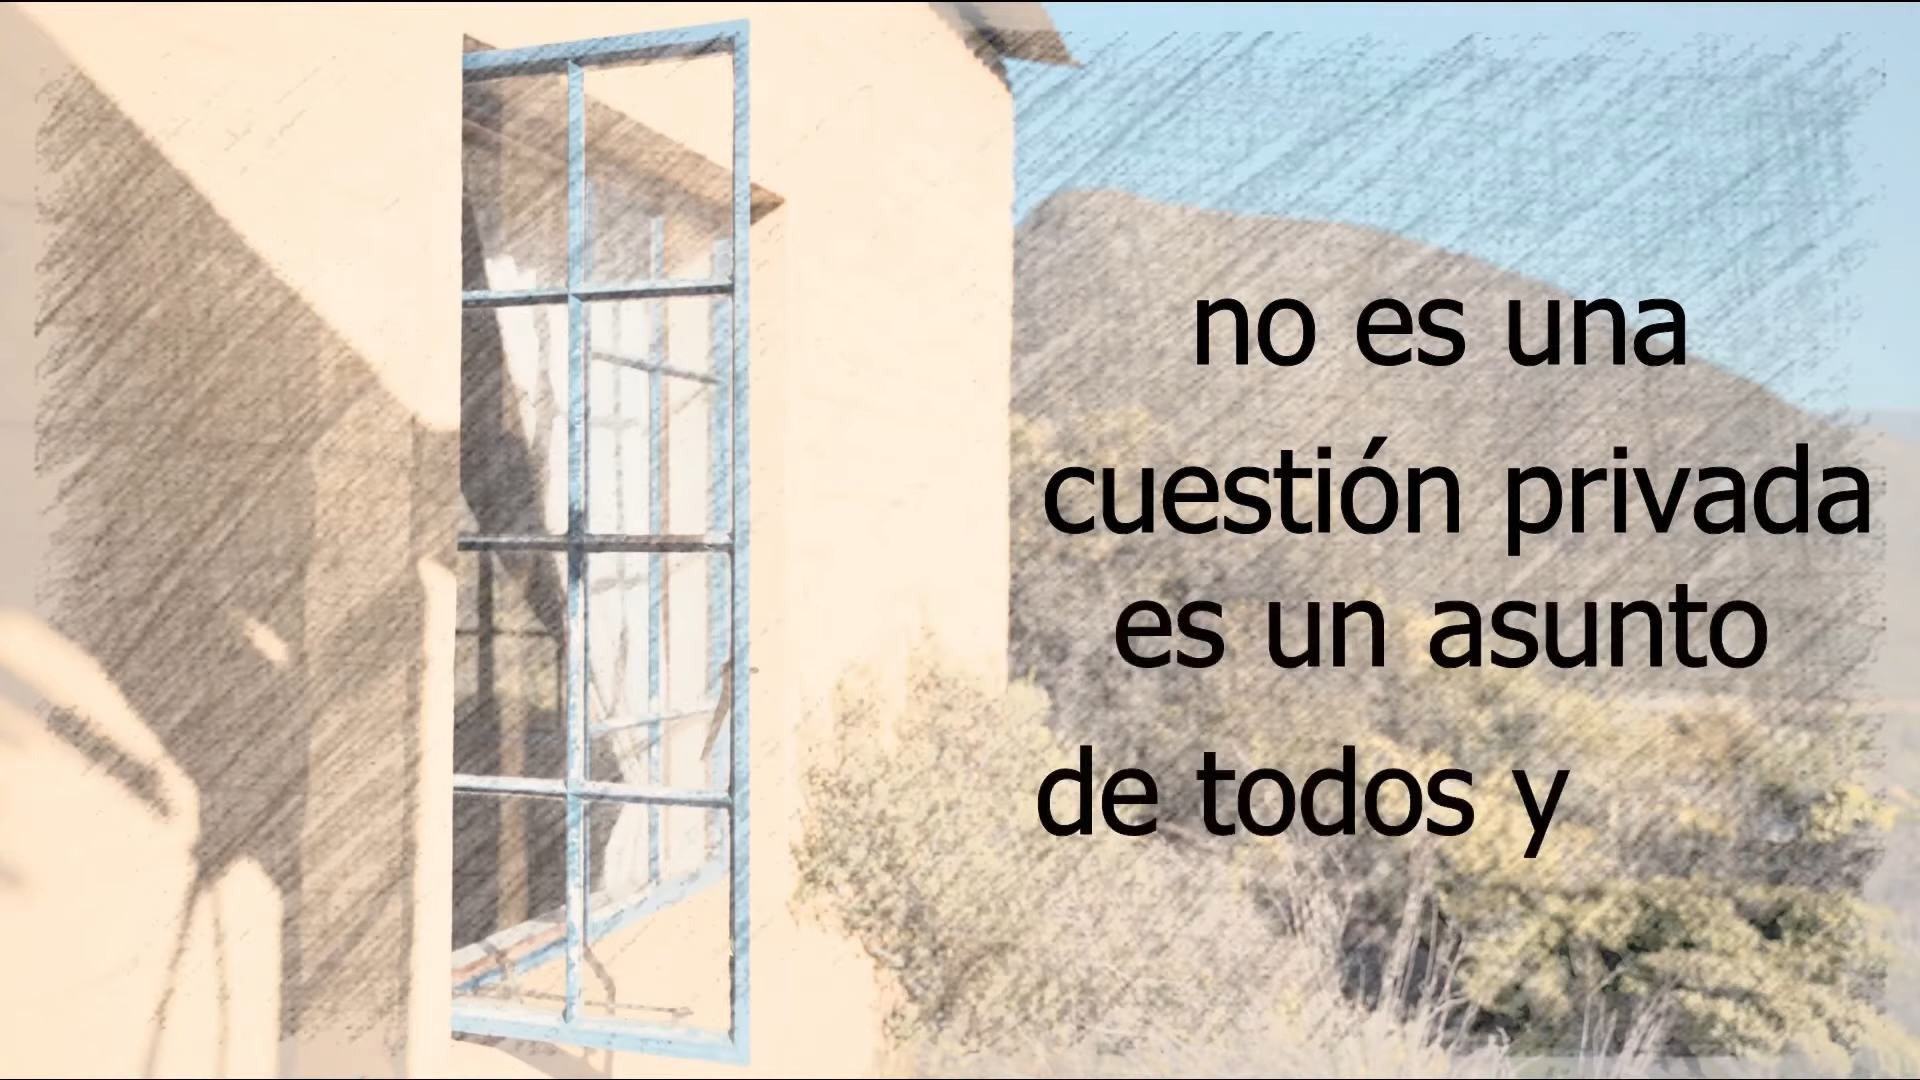 no es una
cuestión privada
es un asunto
de todos y